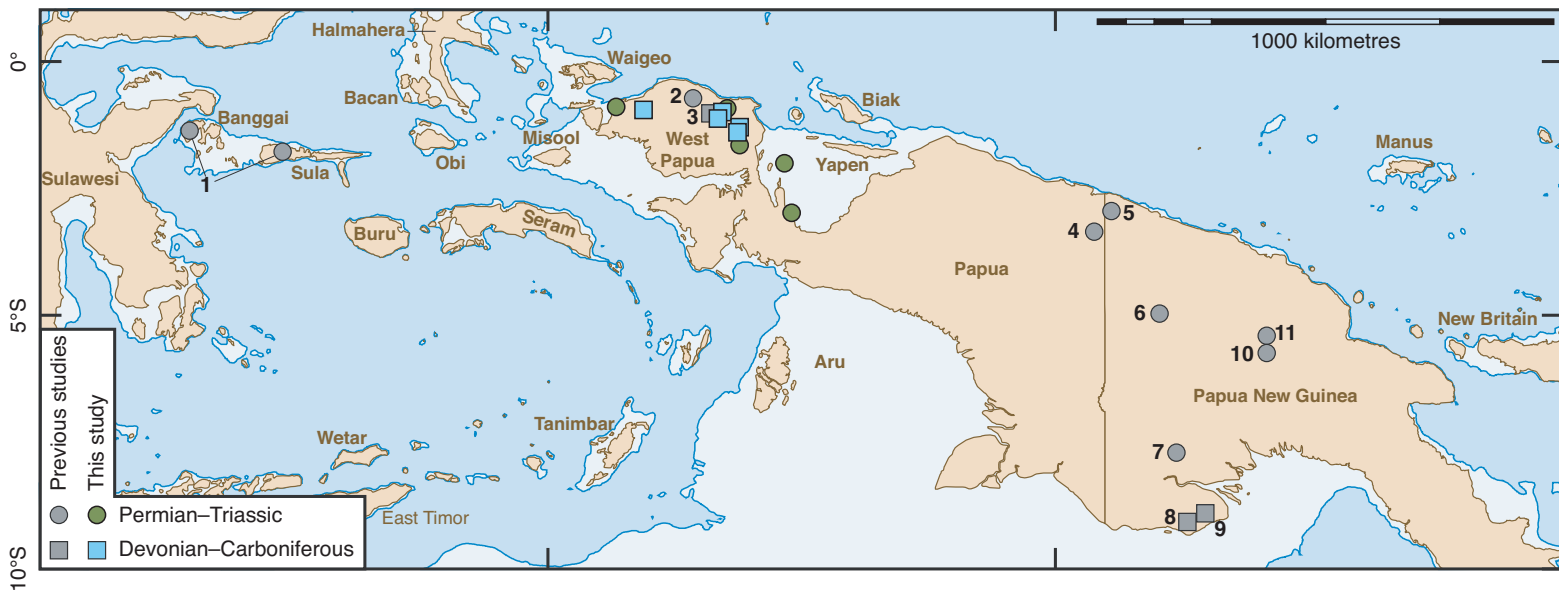 Halmahera
1000 kilometres
0°
Waigeo
Bacan
2
Biak
Banggai
3
Misool
West
Papua
Manus
Obi
Yapen
Sula
Sulawesi
1
5
Seram
Buru
4
Papua
6
5°S
New Britain
11
10
Aru
Papua New Guinea
Previous studies
This study
Tanimbar
Wetar
7
Permian–Triassic
East Timor
8
9
Devonian–Carboniferous
10°S